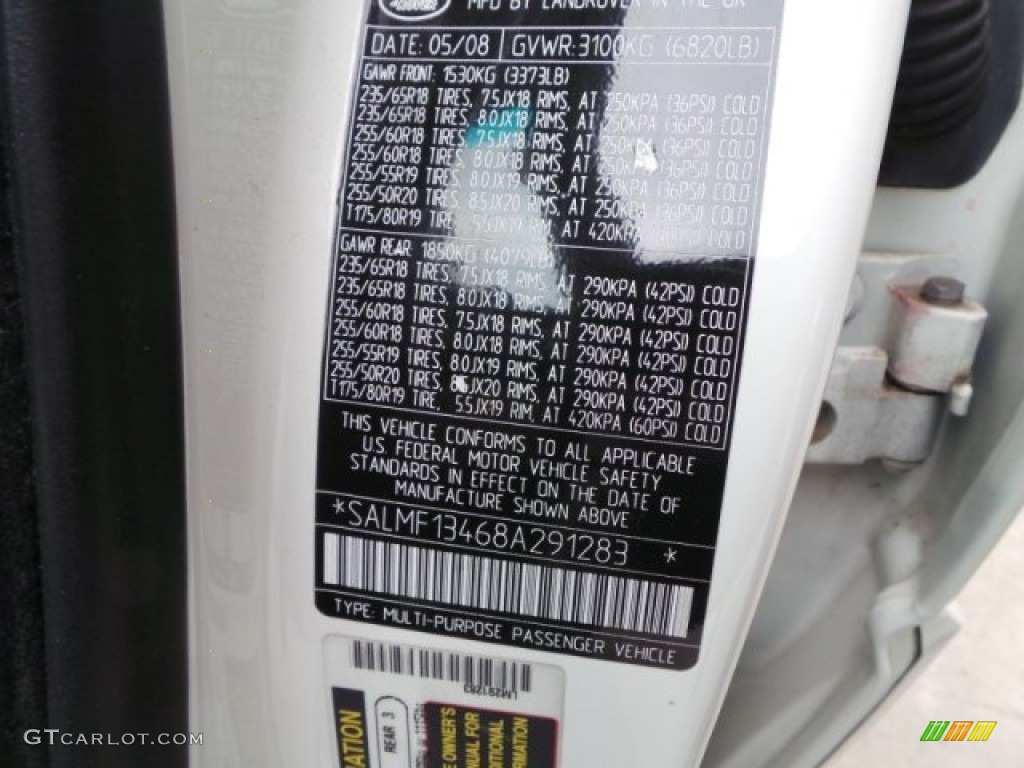 MFD BY LANDROVER IN THE UK
DATE: 05/08 GVWR: 3100KG (6820LB)
GAWR FRONT: 1530KG (3373LB)
235/65R18 TIRES, 7.5JX18 RIMS, AT 250KPA (36PSI) COLD
235/65R18 TIRES, 8.0JX18 RIMS, AT 250KPA (36PSI) COLD
255/60R18 TIRES, 7.5JX18 RIMS, AT 250KPA (36PSI) COLD
255/60R18 TIRES, 8.0JX18 RIMS, AT 250KPA (36PSI) COLD
255/55R19 TIRES, 8.0JX19 RIMS, AT 250KPA (36PSI) COLD
255/50R20 TIRES, 8.5JX20 RIMS, AT 250KPA (36PSI) COLD
T175/80R19 TIRE, 5.5JX19 RIM, AT 420KPA (60PSI) COLD
GAWR REAR: 1850KG (4079LB)
235/65R18 TIRES, 7.5JX18 RIMS, AT 290KPA (42PSI) COLD
235/65R18 TIRES, 8.0JX18 RIMS, AT 290KPA (42PSI) COLD
255/60R18 TIRES, 7.5JX18 RIMS, AT 290KPA (42PSI) COLD
255/60R18 TIRES, 8.0JX18 RIMS, AT 290KPA (42PSI) COLD
255/55R19 TIRES, 8.0JX19 RIMS, AT 290KPA (42PSI) COLD
255/50R20 TIRES, 8.5JX20 RIMS, AT 290KPA (42PSI) COLD
T175/80R19 TIRE, 5.5JX19 RIM, AT 420KPA (60PSI) COLD
THIS VEHICLE CONFORMS TO ALL APPLICABLE
U.S. FEDERAL MOTOR VEHICLE SAFETY
STANDARDS IN EFFECT ON THE DATE OF
MANUFACTURE SHOWN ABOVE
*SALMF13468A291283 *
TYPE: MULTI-PURPOSE PASSENGER VEHICLE
LM291283
REAR 3
OWNER'S
FOR
GTCARLOT.COM